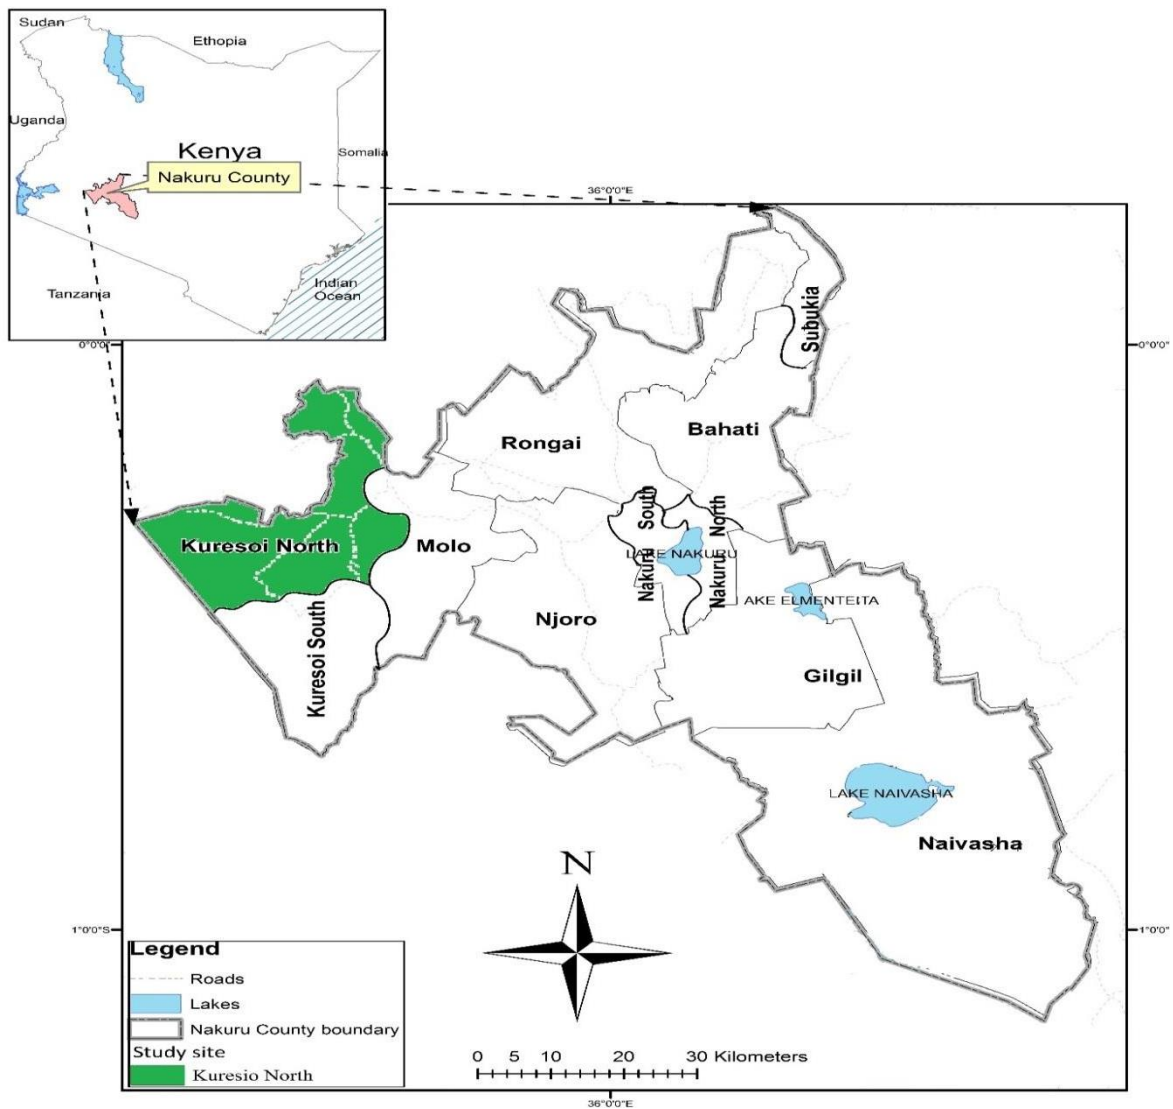 Sudan
Ethopia
Uganda
Kenya
Somalia
Nakuru County
Tanzania
Indian
Ocean
36°0'0"E
0°0'0"
0°0'0"
Subukia
Bahati
Rongai
Kuresoi North
Molo
Nakuru South
Nakuru North
LAKE NAKURU
LAKE ELMENTEITA
Njoro
Kuresoi South
Gilgil
LAKE NAIVASHA
Naivasha
N
1°0'0"S
1°0'0"
Legend
Roads
Lakes
Nakuru County boundary
Study site
Kuresio North
0 5 10 20 30 Kilometers
36°0'0"E